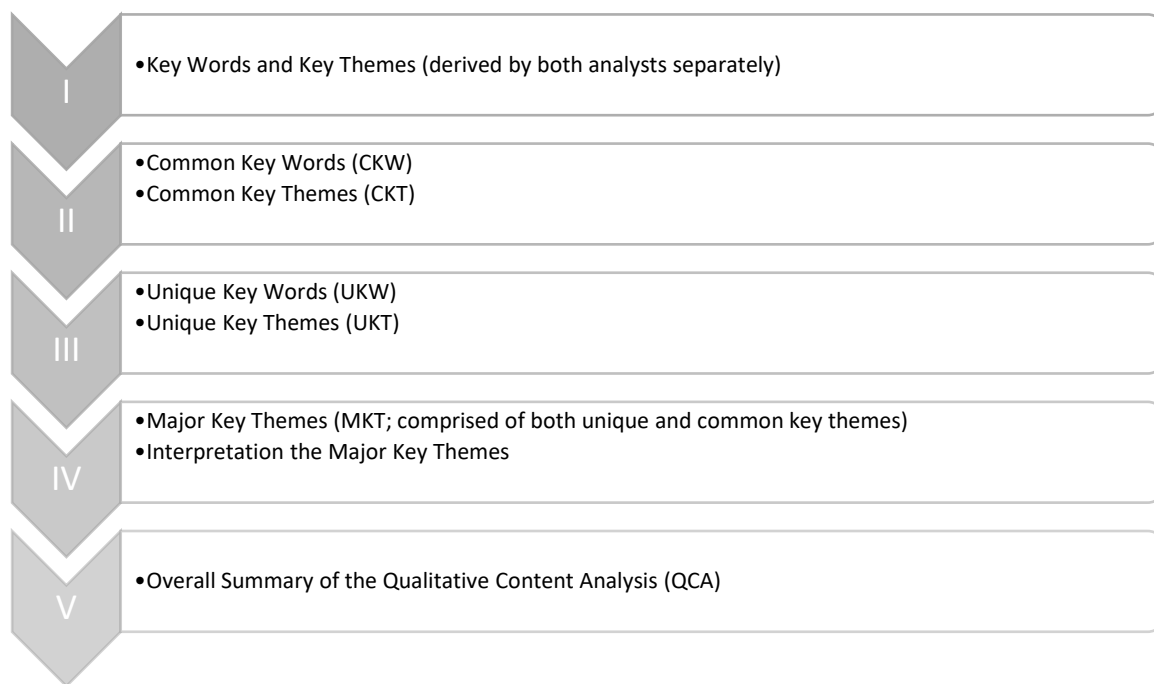 I
•Key Words and Key Themes (derived by both analysts separately)
II
•Common Key Words (CKW)
•Common Key Themes (CKT)
III
•Unique Key Words (UKW)
•Unique Key Themes (UKT)
IV
•Major Key Themes (MKT; comprised of both unique and common key themes)
•Interpretation the Major Key Themes
V
•Overall Summary of the Qualitative Content Analysis (QCA)